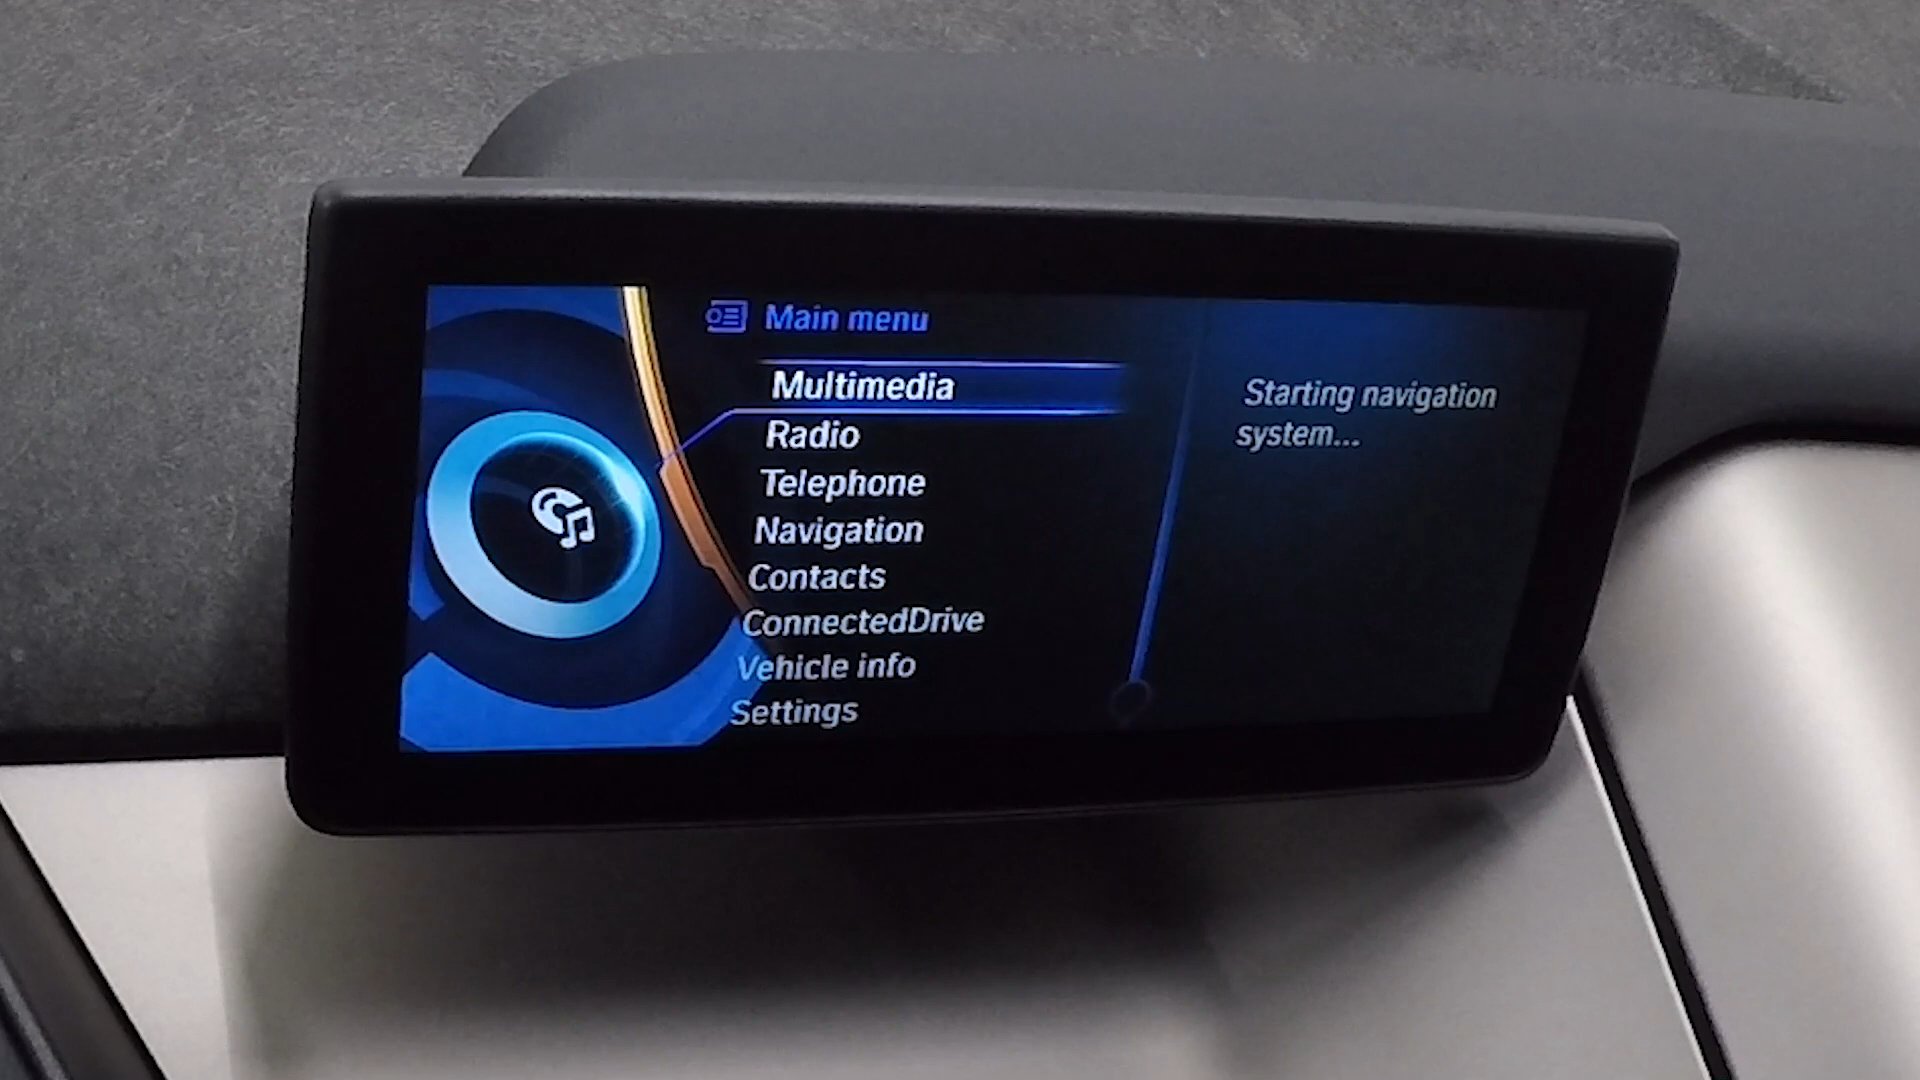 Main menu
Multimedia
Radio
Telephone
Navigation
Contacts
ConnectedDrive
Vehicle info
Settings
Starting navigation
system...